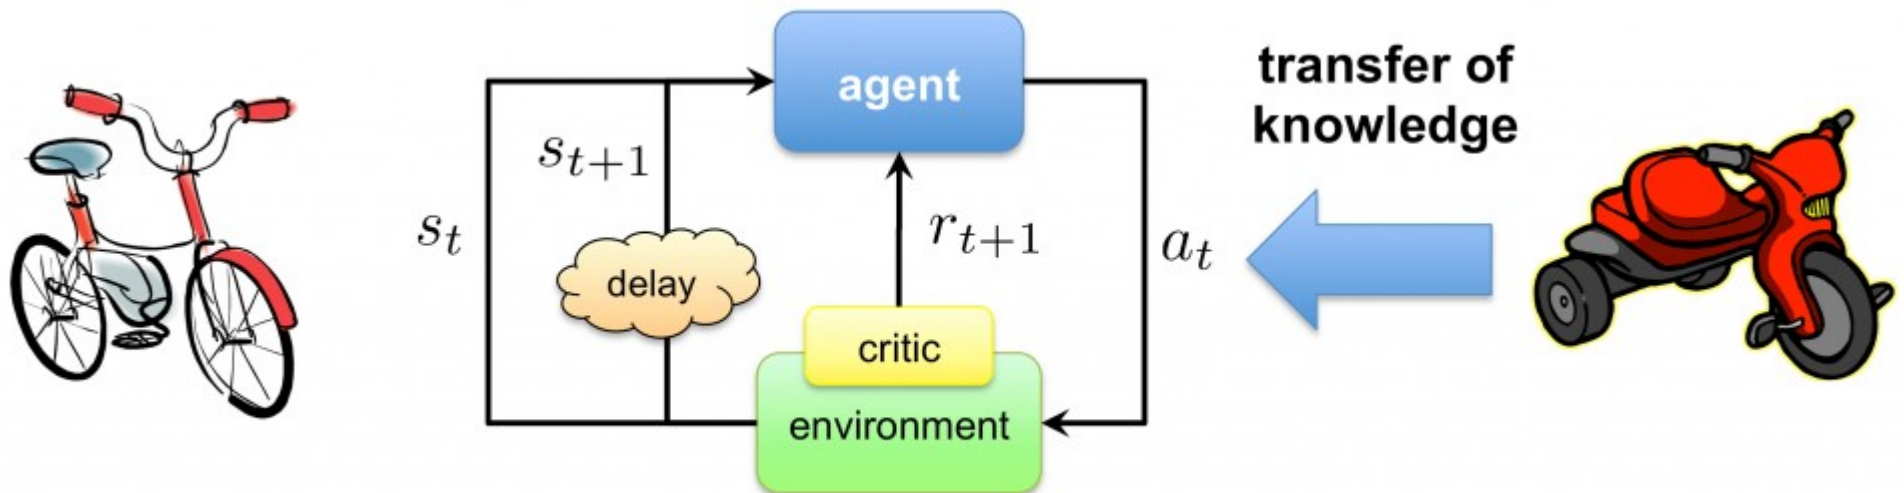 agent
transfer of
knowledge
s_{t+1}
s_t
r_{t+1}
a_t
delay
critic
environment